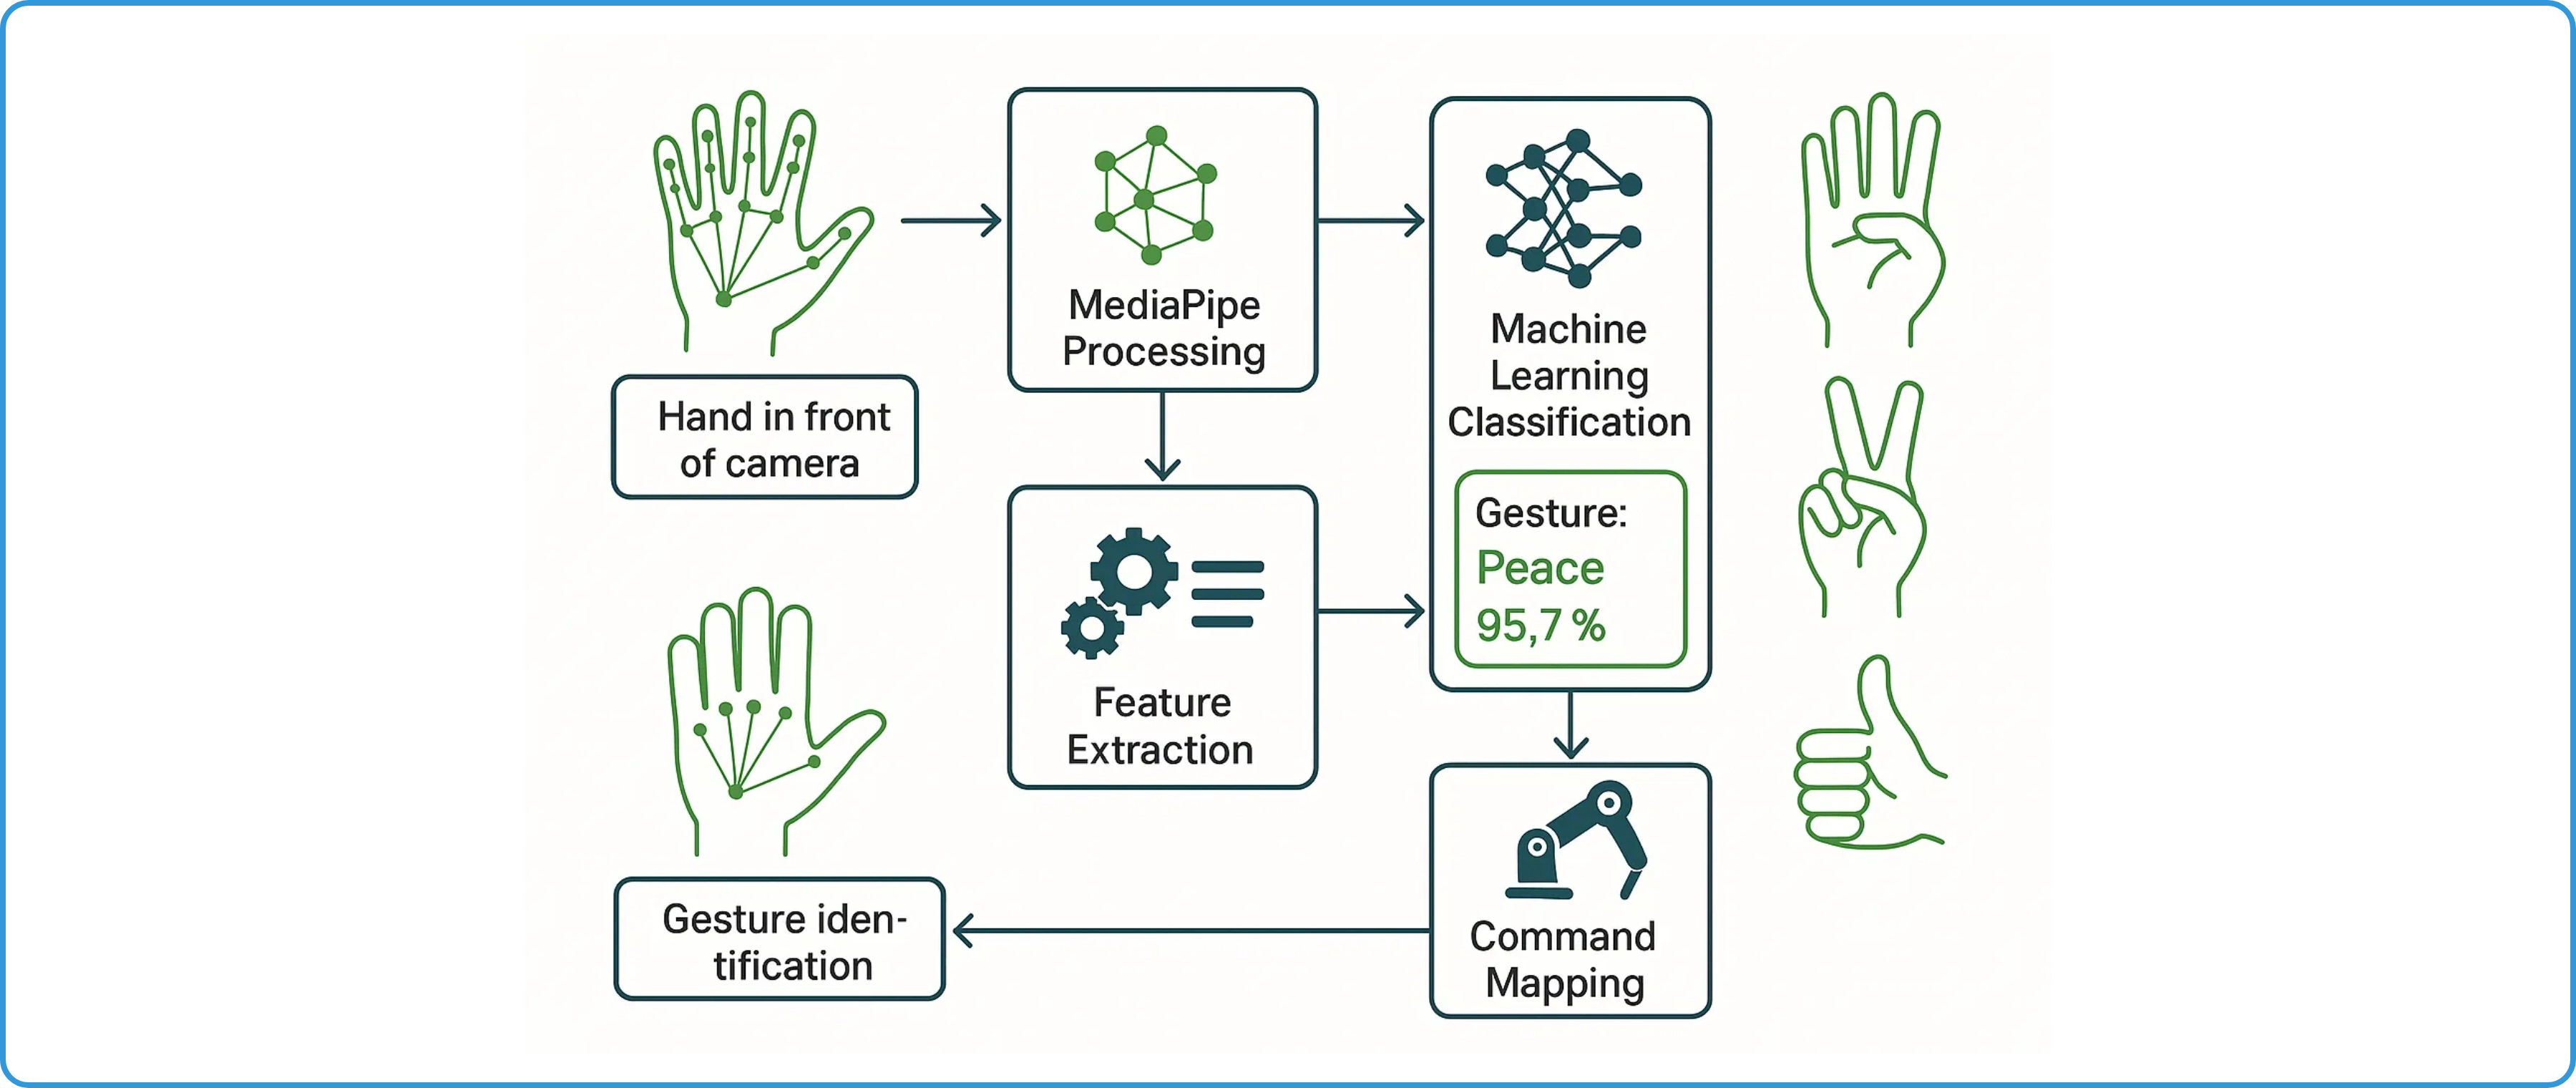 Hand in front
of camera
MediaPipe
Processing
Machine
Learning
Classification
Gesture:
Peace
95,7 %
Feature
Extraction
Command
Mapping
Gesture iden-
tification